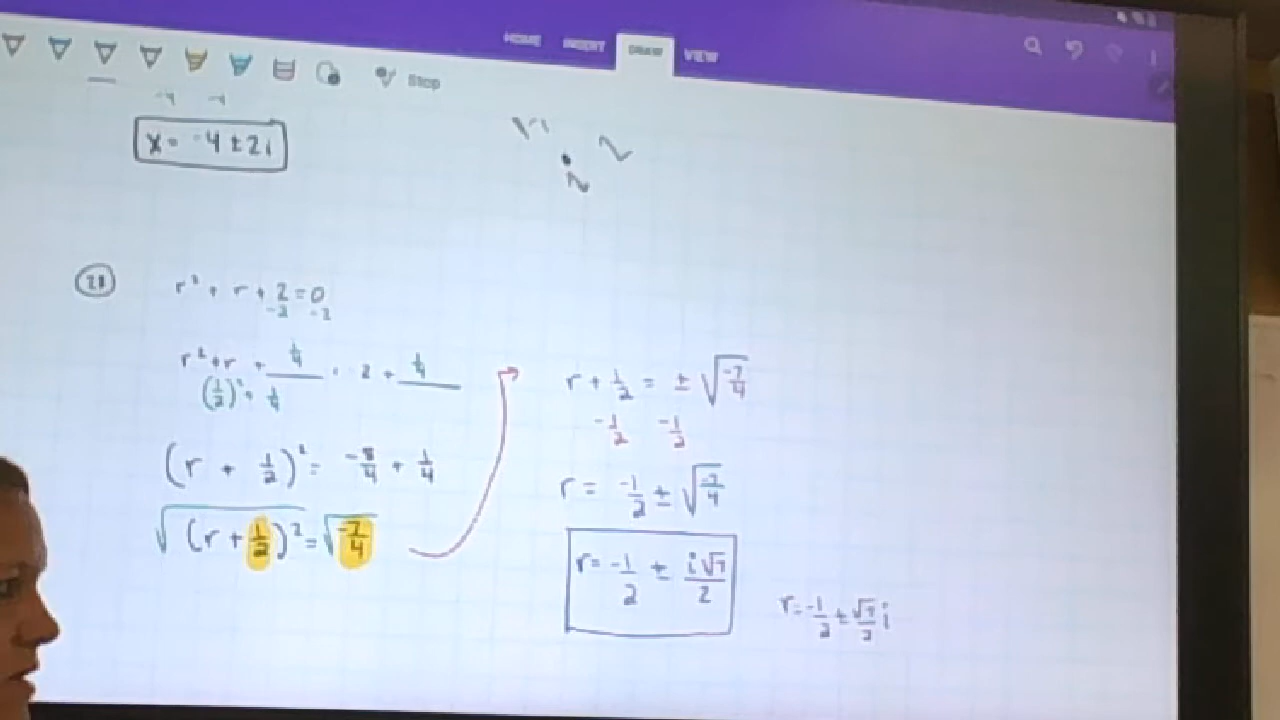 HOME INSERT DRAW VIEW
Stop
x = -4 ± 2i
28
r² + r + 2 = 0
-2 -2
r² + r + 1/4 = -2 + 1/4
(1/2)² = 1/4
(r + 1/2)² = -8/4 + 1/4
√(r + 1/2)² = √-7/4
r + 1/2 = ± √-7/4
-1/2 -1/2
r = -1/2 ± √-7/4
r = -1/2 ± i√7/2
r = -1/2 ± √7/2 i